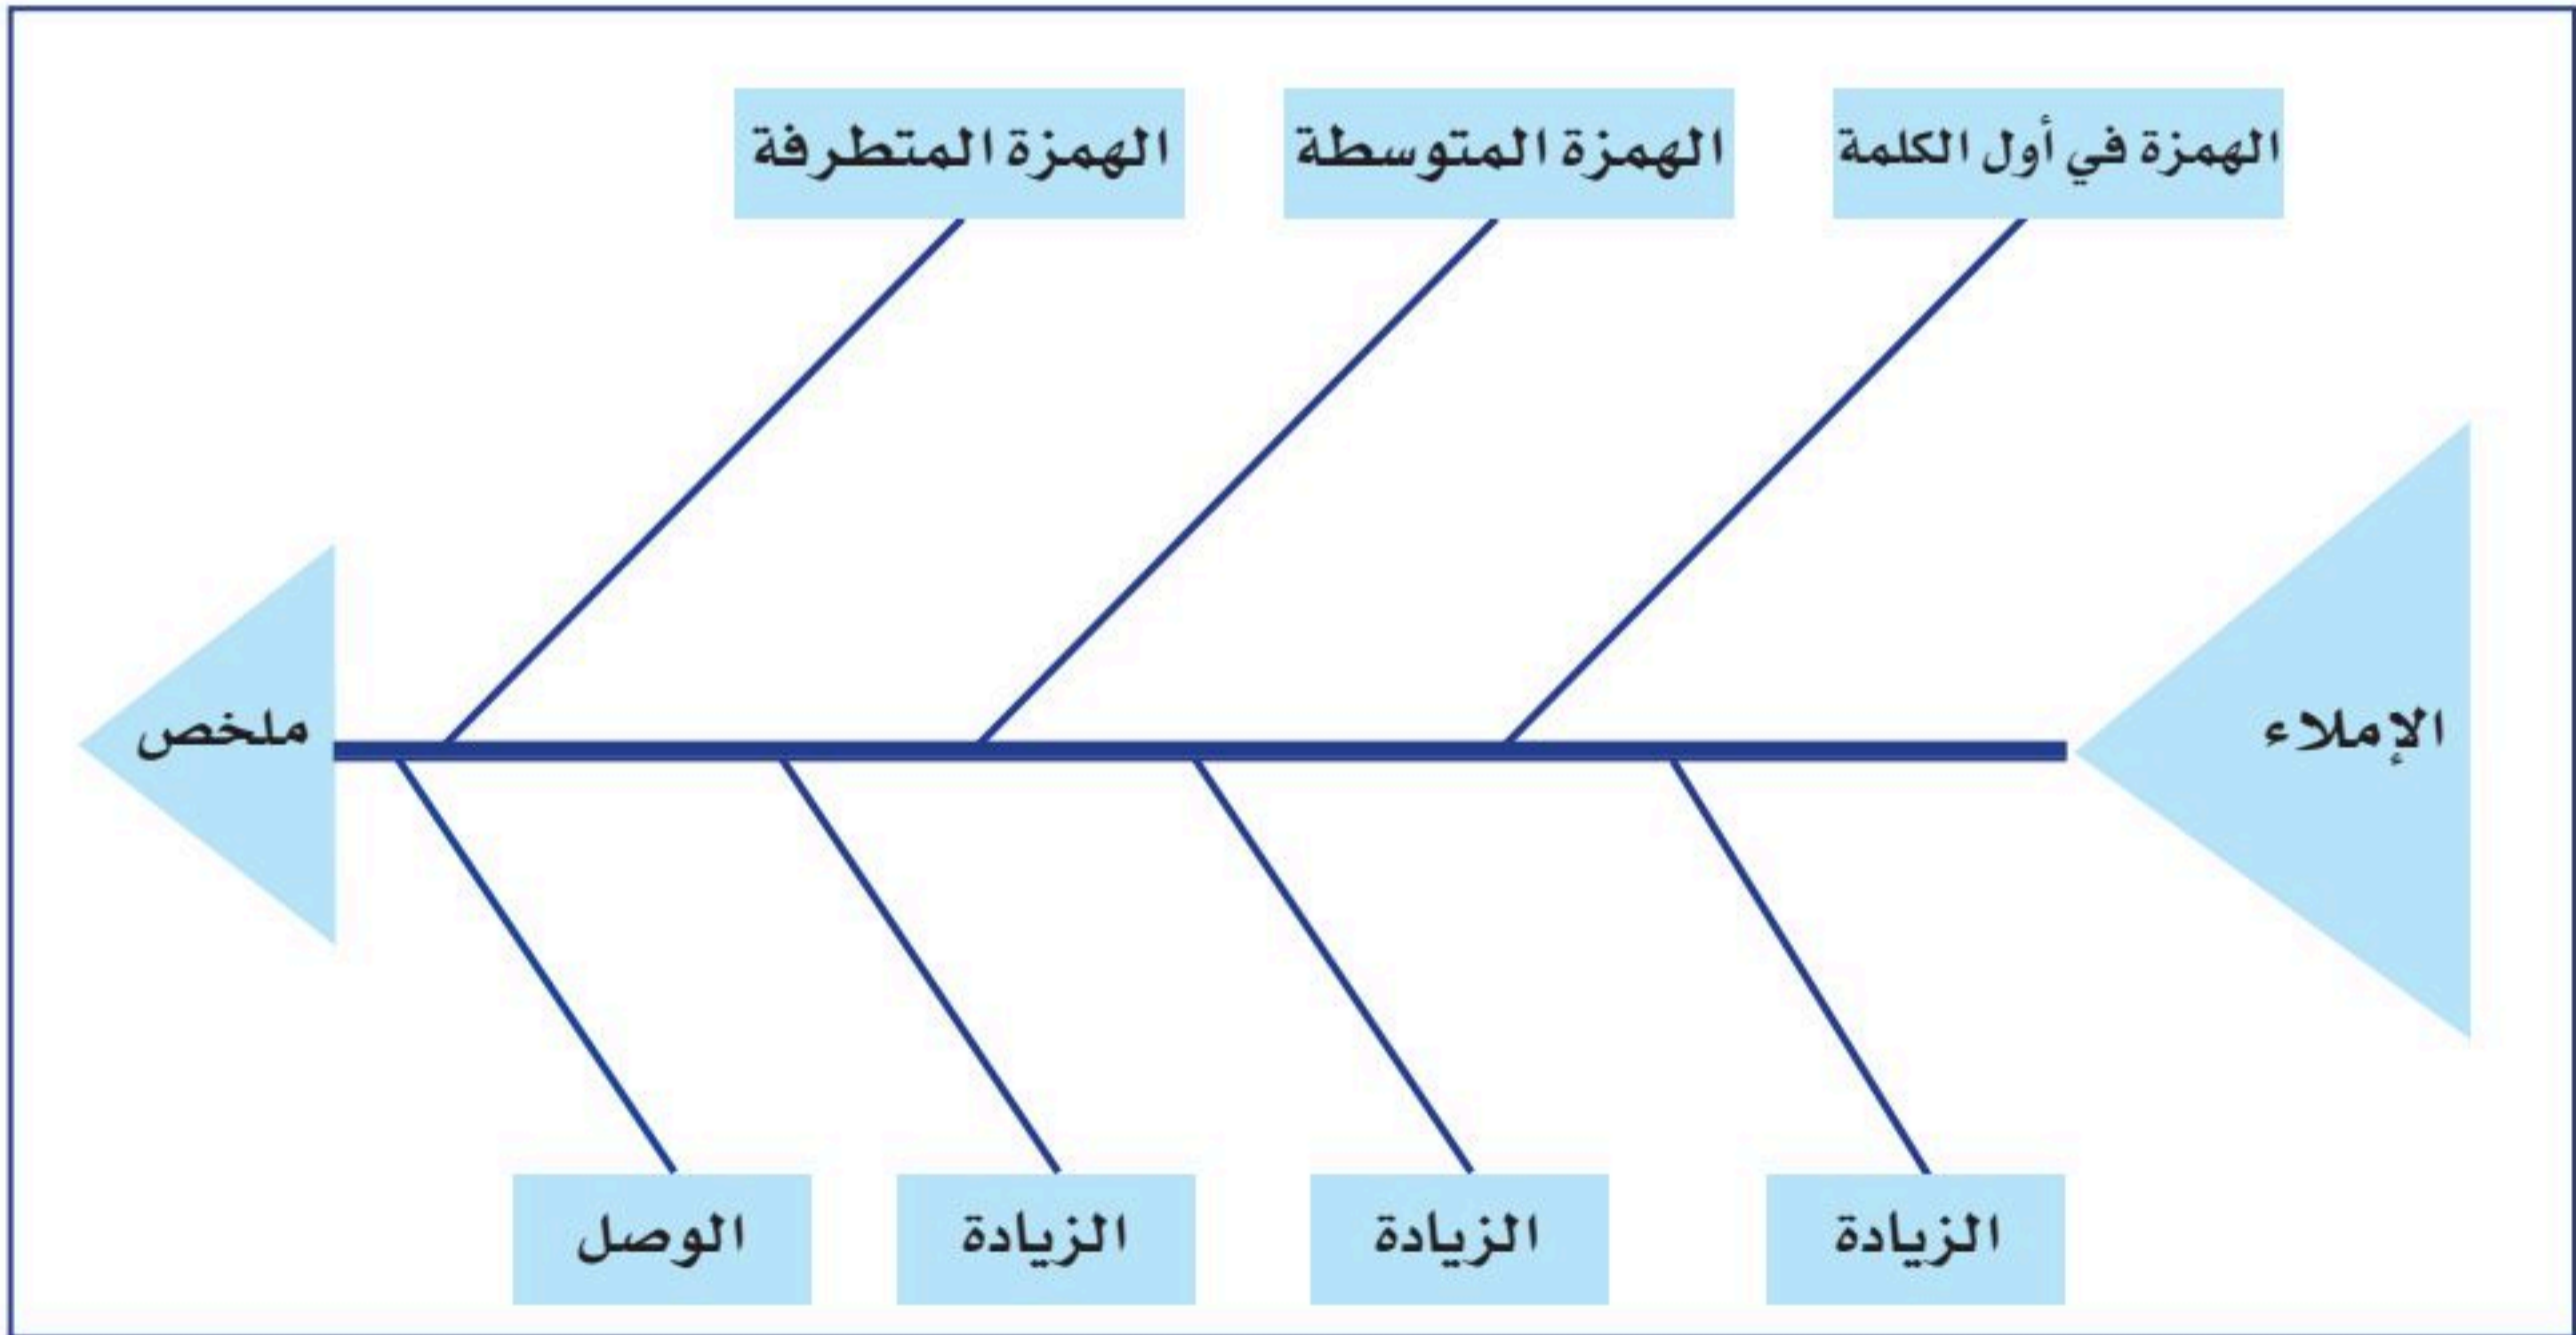 الهمزة في أول الكلمة
الهمزة المتوسطة
الهمزة المتطرفة
الإملاء
ملخص
الزيادة
الزيادة
الزيادة
الوصل